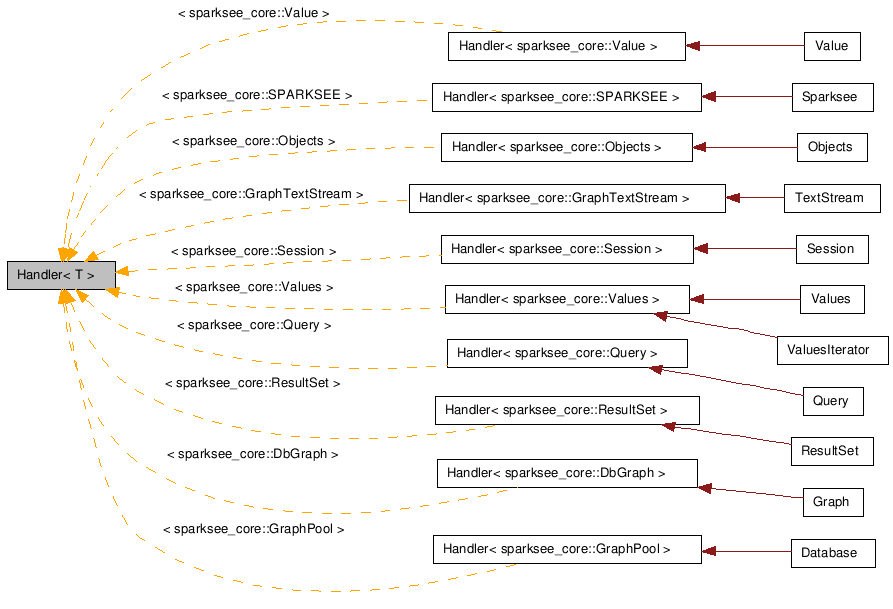 < sparksee_core::Value >
Handler< sparksee_core::Value >
Value
< sparksee_core::SPARKSEE >
Handler< sparksee_core::SPARKSEE >
Sparksee
< sparksee_core::Objects >
Handler< sparksee_core::Objects >
Objects
< sparksee_core::GraphTextStream >
Handler< sparksee_core::GraphTextStream >
TextStream
< sparksee_core::Session >
Handler< sparksee_core::Session >
Session
Handler< T >
< sparksee_core::Values >
Handler< sparksee_core::Values >
Values
ValuesIterator
< sparksee_core::Query >
Handler< sparksee_core::Query >
Query
< sparksee_core::ResultSet >
Handler< sparksee_core::ResultSet >
ResultSet
< sparksee_core::DbGraph >
Handler< sparksee_core::DbGraph >
Graph
< sparksee_core::GraphPool >
Handler< sparksee_core::GraphPool >
Database